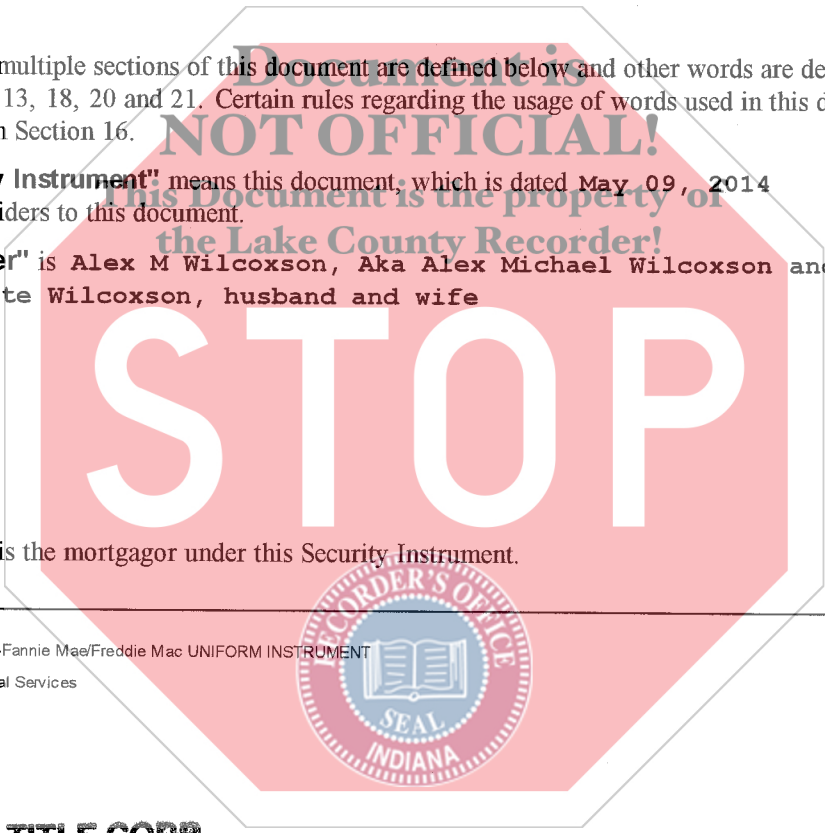 Document is
multiple sections of this document are defined below and other words are de
13, 18, 20 and 21. Certain rules regarding the usage of words used in this d
n Section 16.
NOT OFFICIAL!
y Instrument" means this document, which is dated May 09, 2014
This Document is the property of
iders to this document.
the Lake County Recorder!
er" is Alex M Wilcoxson, Aka Alex Michael Wilcoxson and
te Wilcoxson, husband and wife
STOP
is the mortgagor under this Security Instrument.
RECORDER'S OFFICE
-Fannie Mae/Freddie Mac UNIFORM INSTRUMENT
al Services
SEAL
INDIANA
TITLE CORP